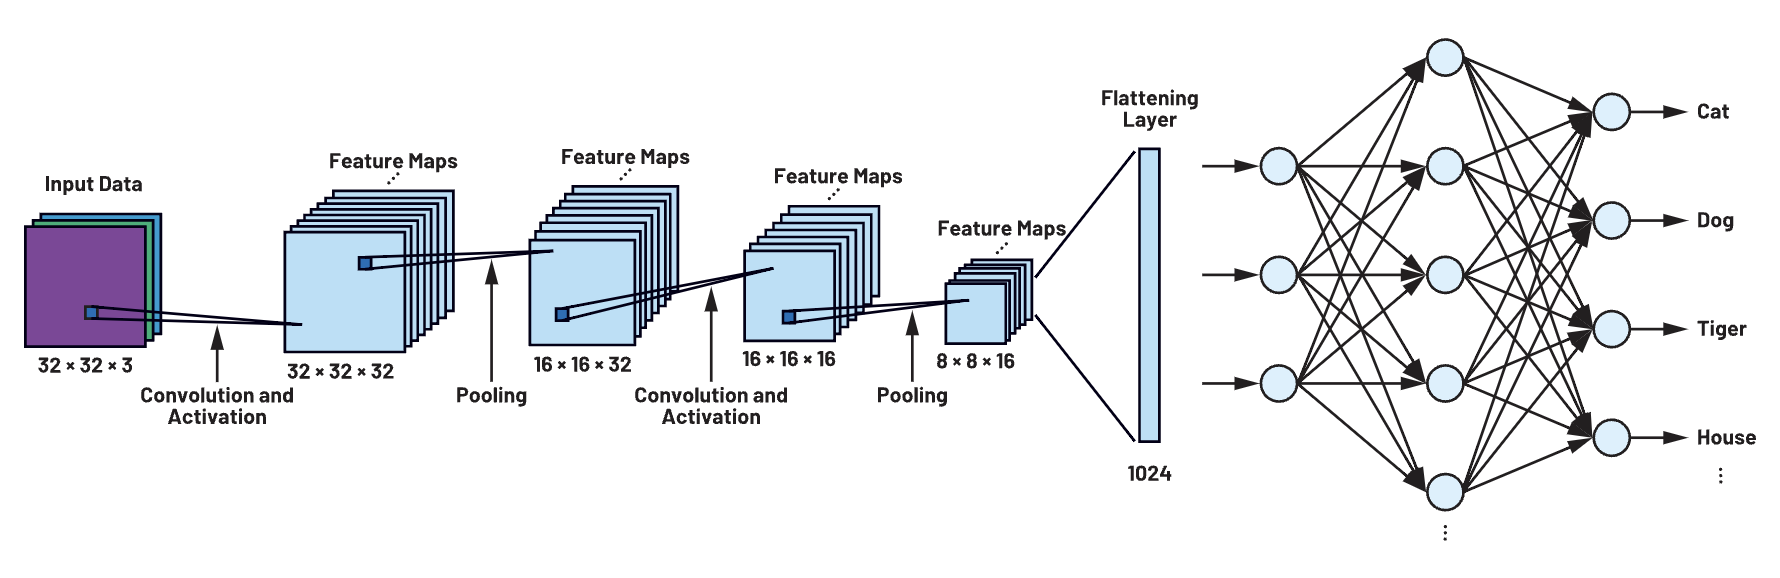 Input Data
32 × 32 × 3
Convolution and
Activation
Feature Maps
32 × 32 × 32
Pooling
Feature Maps
16 × 16 × 32
Convolution and
Activation
Feature Maps
16 × 16 × 16
Pooling
Feature Maps
8 × 8 × 16
Flattening
Layer
1024
Cat
Dog
Tiger
House